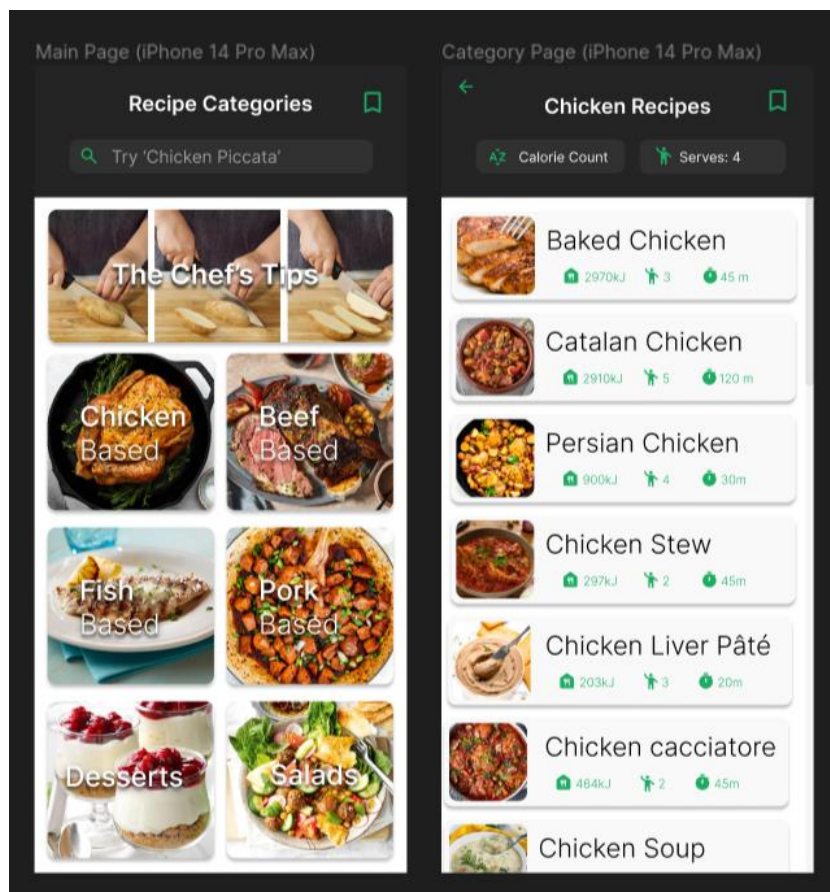 Main Page (iPhone 14 Pro Max)
Recipe Categories
Try ‘Chicken Piccata’
The Chef's Tips
Chicken
Based
Beef
Based
Fish
Based
Pork
Based
Desserts
Salads
Category Page (iPhone 14 Pro Max)
Chicken Recipes
AZ Calorie Count
Serves: 4
Baked Chicken
2970kJ 3 45 m
Catalan Chicken
2910kJ 5 120 m
Persian Chicken
900kJ 4 30m
Chicken Stew
297kJ 2 45m
Chicken Liver Pâté
203kJ 3 20m
Chicken cacciatore
464kJ 2 45m
Chicken Soup